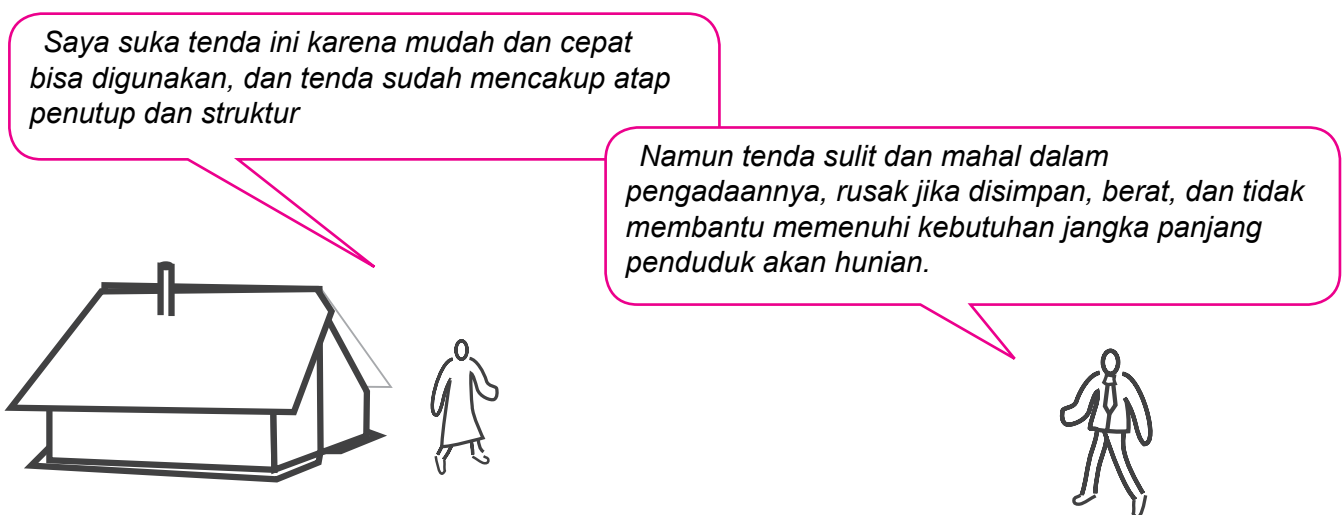 Saya suka tenda ini karena mudah dan cepat
bisa digunakan, dan tenda sudah mencakup atap
penutup dan struktur
Namun tenda sulit dan mahal dalam
pengadaannya, rusak jika disimpan, berat, dan tidak
membantu memenuhi kebutuhan jangka panjang
penduduk akan hunian.